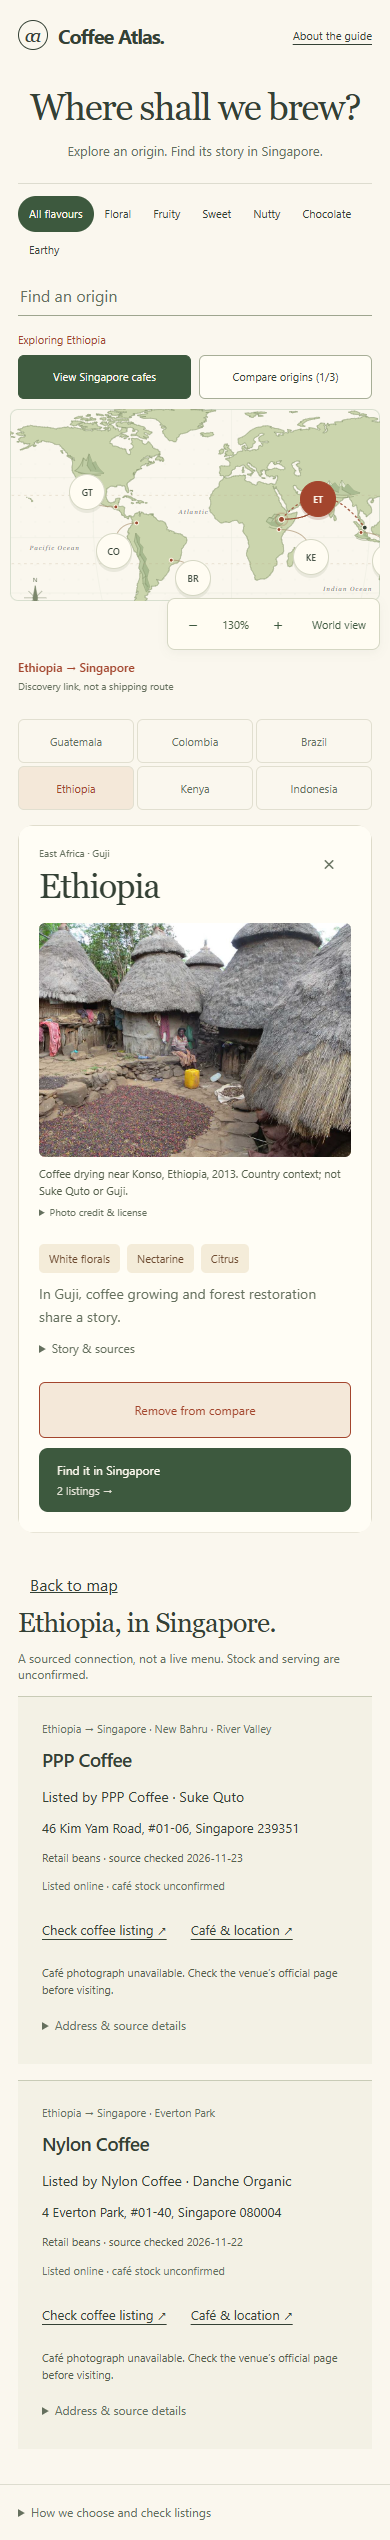 Coffee Atlas.
About the guide
Where shall we brew?
Explore an origin. Find its story in Singapore.
All flavours
Floral
Fruity
Sweet
Nutty
Chocolate
Earthy
Find an origin
Exploring Ethiopia
View Singapore cafes
Compare origins (1/3)
GT
Atlantic
ET
Pacific Ocean
CO
KE
BR
N
Indian Ocean
− 130% + World view
Ethiopia → Singapore
Discovery link, not a shipping route
Guatemala
Colombia
Brazil
Ethiopia
Kenya
Indonesia
East Africa · Guji
Ethiopia
×
Coffee drying near Konso, Ethiopia, 2013. Country context; not
Suke Quto or Guji.
▶ Photo credit & license
White florals
Nectarine
Citrus
In Guji, coffee growing and forest restoration
share a story.
▶ Story & sources
Remove from compare
Find it in Singapore
2 listings →
Back to map
Ethiopia, in Singapore.
A sourced connection, not a live menu. Stock and serving are
unconfirmed.
Ethiopia → Singapore · New Bahru · River Valley
PPP Coffee
Listed by PPP Coffee · Suke Quto
46 Kim Yam Road, #01-06, Singapore 239351
Retail beans · source checked 2026-11-23
Listed online · café stock unconfirmed
Check coffee listing ↗
Café & location ↗
Café photograph unavailable. Check the venue's official page
before visiting.
▶ Address & source details
Ethiopia → Singapore · Everton Park
Nylon Coffee
Listed by Nylon Coffee · Danche Organic
4 Everton Park, #01-40, Singapore 080004
Retail beans · source checked 2026-11-22
Listed online · café stock unconfirmed
Check coffee listing ↗
Café & location ↗
Café photograph unavailable. Check the venue's official page
before visiting.
▶ Address & source details
▶ How we choose and check listings